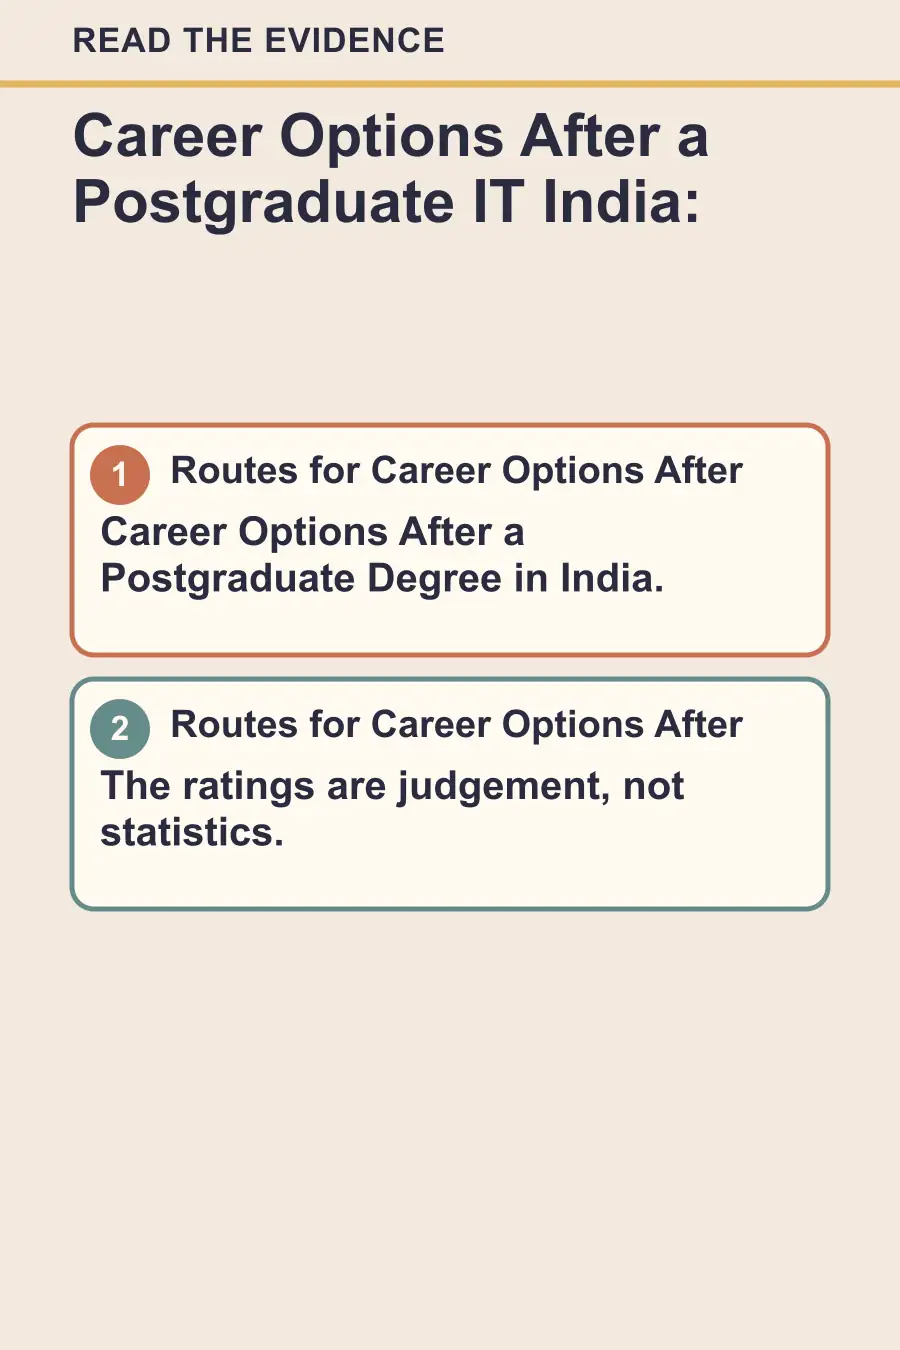 READ THE EVIDENCE
Career Options After a
Postgraduate IT India:
1 Routes for Career Options After
Career Options After a
Postgraduate Degree in India.
2 Routes for Career Options After
The ratings are judgement, not
statistics.